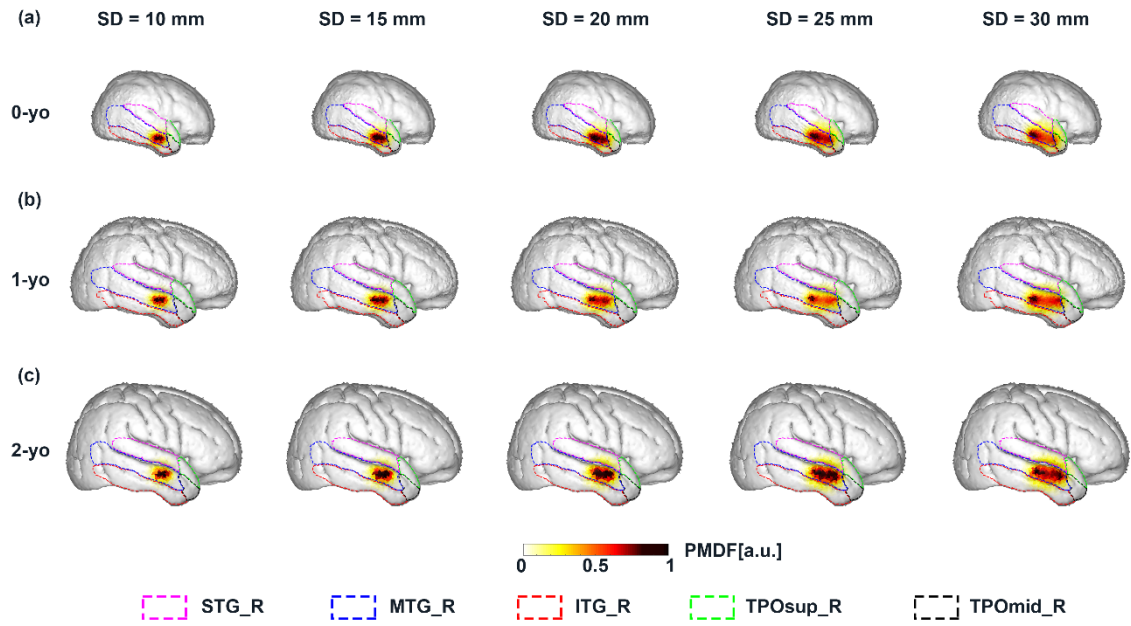 (a) SD = 10 mm SD = 15 mm SD = 20 mm SD = 25 mm SD = 30 mm
0-yo
(b)
1-yo
(c)
2-yo
PMDF[a.u.]
0 0.5 1
STG_R MTG_R ITG_R TPOsup_R TPOmid_R